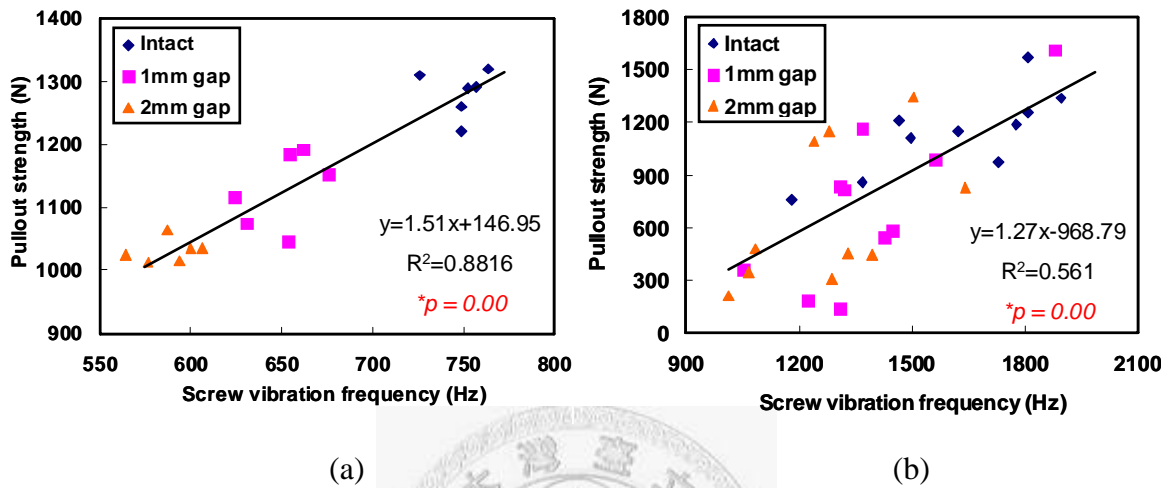 1400
1300
1200
1100
1000
900
Pullout strength (N)
Intact
1mm gap
2mm gap
y=1.51x+146.95
R²=0.8816
*p = 0.00
550 600 650 700 750 800
Screw vibration frequency (Hz)
(a)
1800
1500
1200
900
600
300
0
Pullout strength (N)
Intact
1mm gap
2mm gap
y=1.27x-968.79
R²=0.561
*p = 0.00
900 1200 1500 1800 2100
Screw vibration frequency (Hz)
(b)